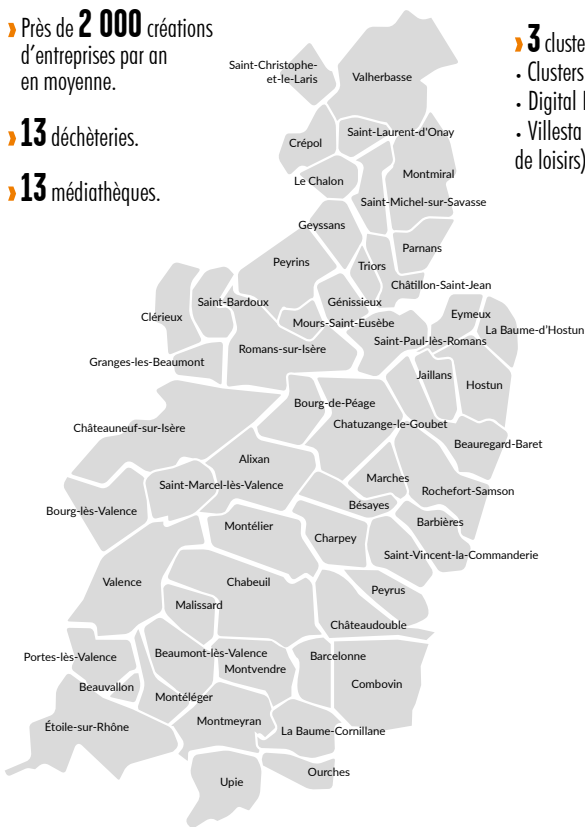 Près de 2 000 créations
d'entreprises par an
en moyenne.
13 déchèteries.
13 médiathèques.
3
• Clusters
• Digital
• Villesta
de loisirs)
Saint-Christophe-
et-le-Laris
Valherbasse
Saint-Laurent-d'Onay
Crépol
Montmiral
Le Chalon
Saint-Michel-sur-Savasse
Geyssans
Parnans
Peyrins
Triors
Châtillon-Saint-Jean
Saint-Bardoux
Génissieux
Eymeux
Clérieux
Mours-Saint-Eusèbe
La Baume-d'Hostun
Saint-Paul-lès-Romans
Romans-sur-Isère
Granges-les-Beaumont
Jaillans
Hostun
Bourg-de-Péage
Châteauneuf-sur-Isère
Chatuzange-le-Goubet
Beauregard-Baret
Alixan
Marches
Saint-Marcel-lès-Valence
Rochefort-Samson
Bésayes
Bourg-lès-Valence
Barbières
Montélier
Charpey
Saint-Vincent-la-Commanderie
Valence
Chabeuil
Peyrus
Malissard
Châteaudouble
Portes-lès-Valence
Beaumont-lès-Valence
Barcelonne
Montvendre
Beauvallon
Combovin
Montéléger
Étoile-sur-Rhône
Montmeyran
La Baume-Cornillane
Ourches
Upie